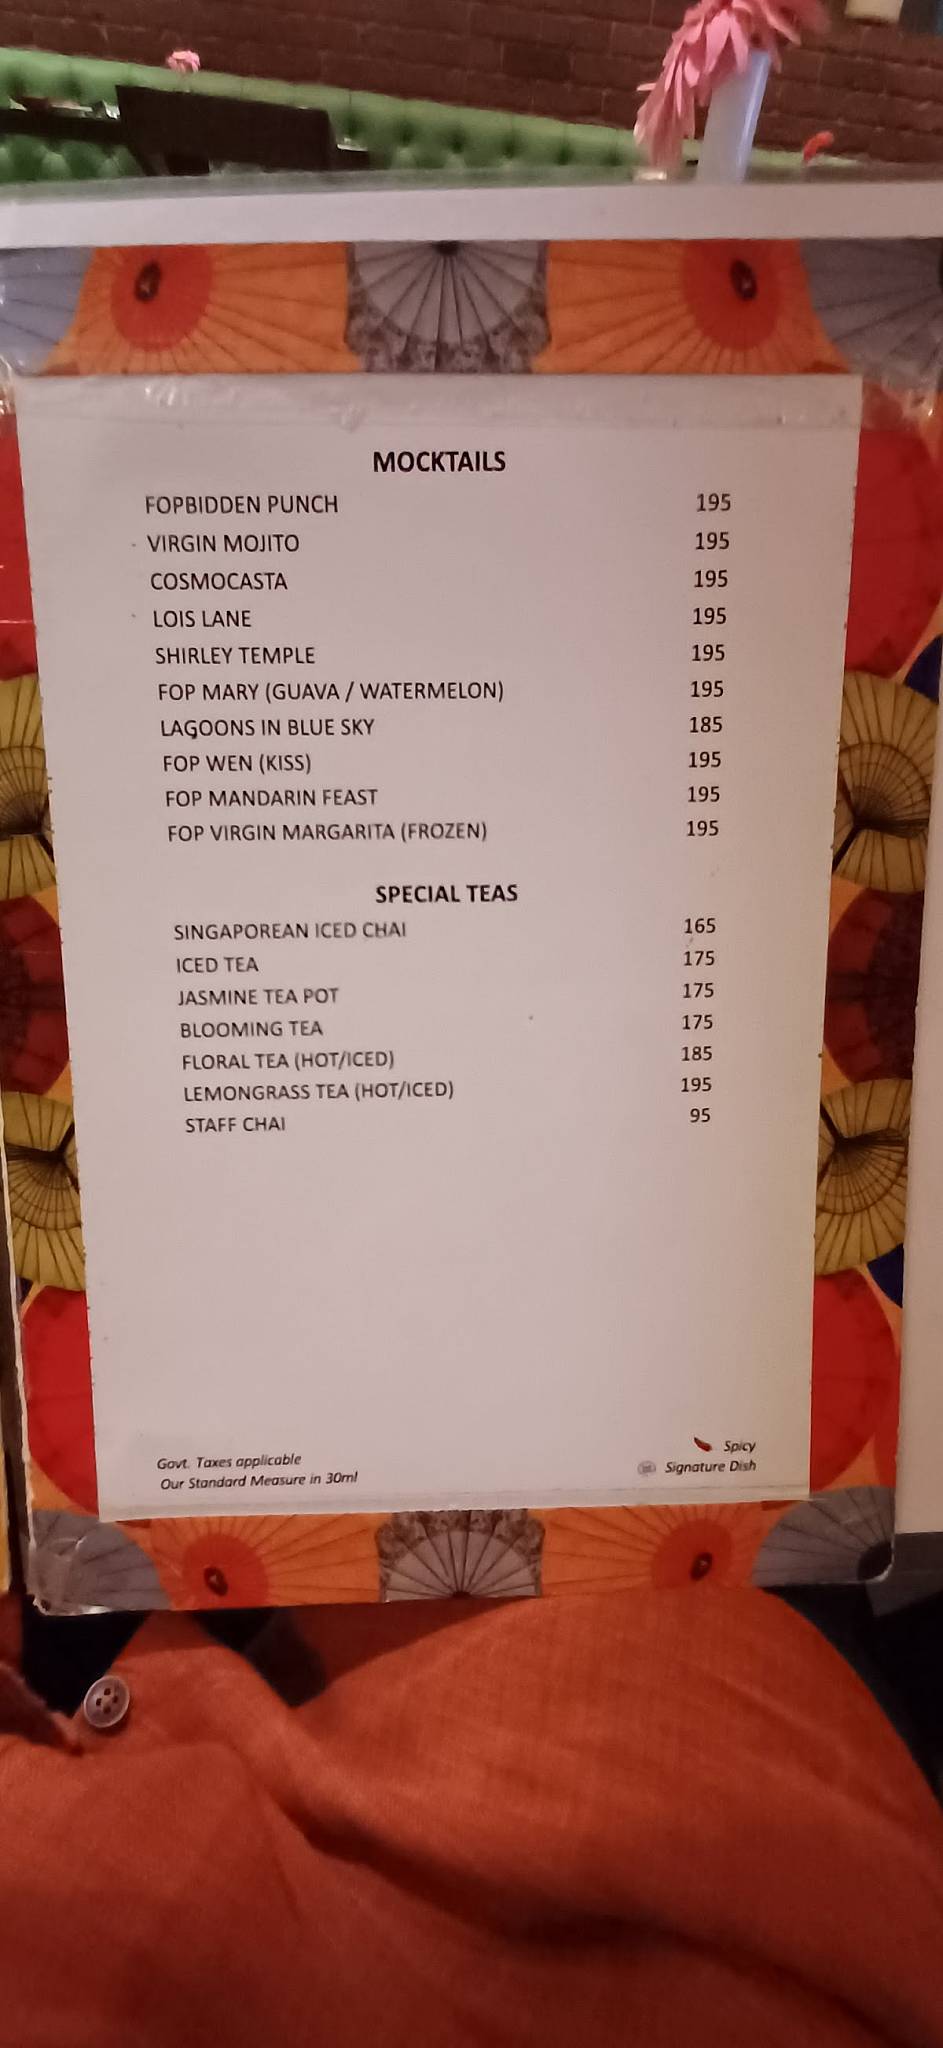 MOCKTAILS
FOPBIDDEN PUNCH 195
VIRGIN MOJITO 195
COSMOCASTA 195
LOIS LANE 195
SHIRLEY TEMPLE 195
FOP MARY (GUAVA / WATERMELON) 195
LAGOONS IN BLUE SKY 185
FOP WEN (KISS) 195
FOP MANDARIN FEAST 195
FOP VIRGIN MARGARITA (FROZEN) 195
SPECIAL TEAS
SINGAPOREAN ICED CHAI 165
ICED TEA 175
JASMINE TEA POT 175
BLOOMING TEA 175
FLORAL TEA (HOT/ICED) 185
LEMONGRASS TEA (HOT/ICED) 195
STAFF CHAI 95
Govt. Taxes applicable Spicy
Our Standard Measure in 30ml Signature Dish